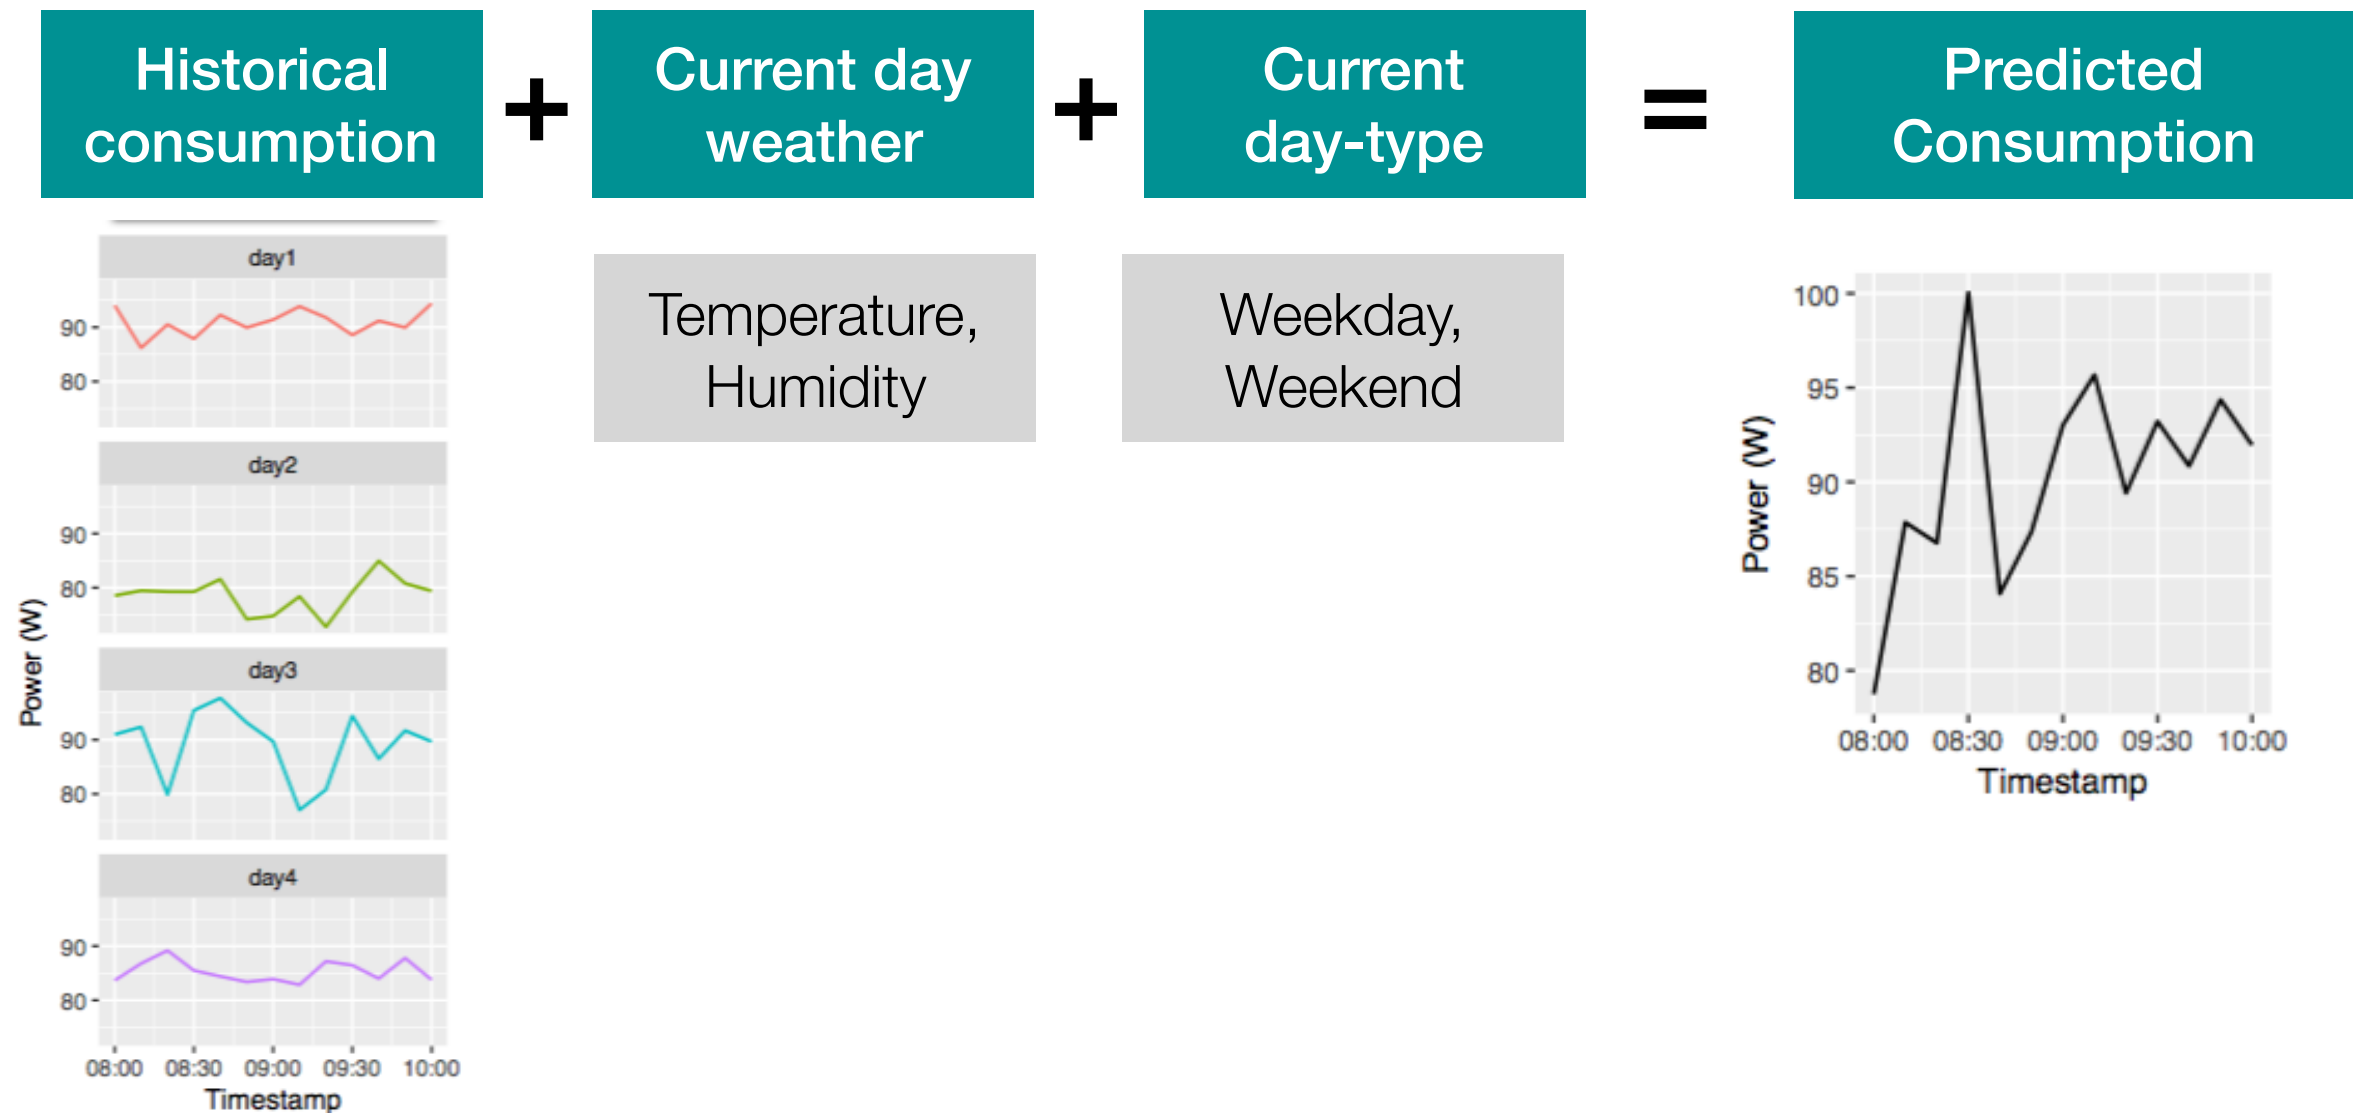 Historical
consumption
+
Current day
weather
+
Current
day-type
=
Predicted
Consumption
Temperature,
Humidity
Weekday,
Weekend
Power (W)
day1
90
80
day2
90
80
day3
90
80
day4
90
80
08:00 08:30 09:00 09:30 10:00
Timestamp
Power (W)
100
95
90
85
80
08:00 08:30 09:00 09:30 10:00
Timestamp